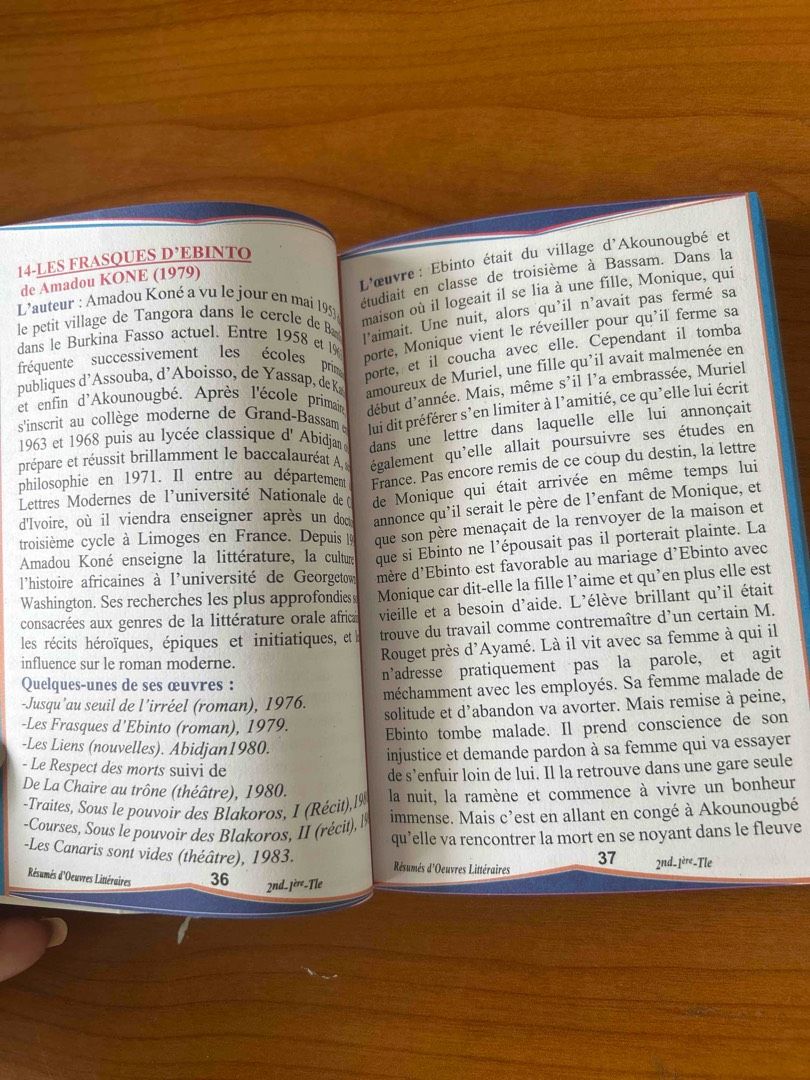 14-LES FRASQUES D'EBINTO
de Amadou KONE (1979)
L'auteur : Amadou Koné a vu le jour en mai 1953
le petit village de Tangora dans le cercle de
dans le Burkina Fasso actuel. Entre 1958 et
fréquente successivement les écoles
publiques d'Assouba, d'Aboisso, de Yassap, de
et enfin d'Akounougbé. Après l'école primaire
s'inscrit au collège moderne de Grand-Bassam
1963 et 1968 puis au lycée classique d' Abidjan
prépare et réussit brillamment le baccalauréat A,
philosophie en 1971. Il entre au département
Lettres Modernes de l'université Nationale de
d'Ivoire, où il viendra enseigner après un
troisième cycle à Limoges en France. Depuis
Amadou Koné enseigne la littérature, la culture
l'histoire africaines à l'université de Georgetown
Washington. Ses recherches les plus approfondies
consacrées aux genres de la littérature orale
les récits héroïques, épiques et initiatiques, et
influence sur le roman moderne.
Quelques-unes de ses œuvres :
-Jusqu'au seuil de l'irréel (roman), 1976.
-Les Frasques d'Ebinto (roman), 1979.
-Les Liens (nouvelles). Abidjan1980.
- Le Respect des morts suivi de
De La Chaire au trône (théâtre), 1980.
-Traites, Sous le pouvoir des Blakoros, I (Récit),
-Courses, Sous le pouvoir des Blakoros, II (récit),
-Les Canaris sont vides (théâtre), 1983.
Résumés d'Oeuvres Littéraires 36 2nd-1ère-Tle
L'œuvre : Ebinto était du village d'Akounougbé et
étudiait en classe de troisième à Bassam. Dans la
maison où il logeait il se lia à une fille, Monique, qui
l'aimait. Une nuit, alors qu'il n'avait pas fermé sa
porte, Monique vient le réveiller pour qu'il ferme sa
porte, et il coucha avec elle. Cependant il tomba
amoureux de Muriel, une fille qu'il avait malmenée en
début d'année. Mais, même s'il l'a embrassée, Muriel
lui dit préférer s'en limiter à l'amitié, ce qu'elle lui écrit
dans une lettre dans laquelle elle lui annonçait
également qu'elle allait poursuivre ses études en
France. Pas encore remis de ce coup du destin, la lettre
de Monique qui était arrivée en même temps lui
annonce qu'il serait le père de l'enfant de Monique, et
que son père menaçait de la renvoyer de la maison et
que si Ebinto ne l'épousait pas il porterait plainte. La
mère d'Ebinto est favorable au mariage d'Ebinto avec
Monique car dit-elle la fille l'aime et qu'en plus elle est
vieille et a besoin d'aide. L'élève brillant qu'il était
trouve du travail comme contremaître d'un certain M.
Rouget près d'Ayamé. Là il vit avec sa femme à qui il
n'adresse pratiquement pas la parole, et agit
méchamment avec les employés. Sa femme malade de
solitude et d'abandon va avorter. Mais remise à peine,
Ebinto tombe malade. Il prend conscience de son
injustice et demande pardon à sa femme qui va essayer
de s'enfuir loin de lui. Il la retrouve dans une gare seule
la nuit, la ramène et commence à vivre un bonheur
immense. Mais c'est en allant en congé à Akounougbé
qu'elle va rencontrer la mort en se noyant dans le fleuve
Résumés d'Oeuvres Littéraires 37 2nd-1ère-Tle